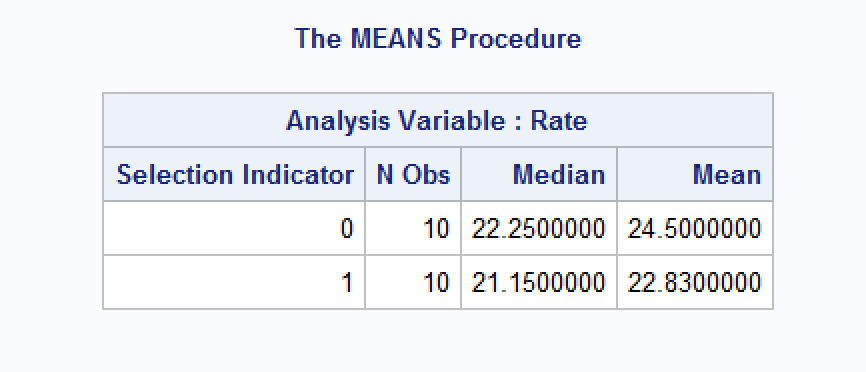 The MEANS Procedure
Analysis Variable : Rate
Selection Indicator N Obs Median Mean
0 10 22.2500000 24.5000000
1 10 21.1500000 22.8300000